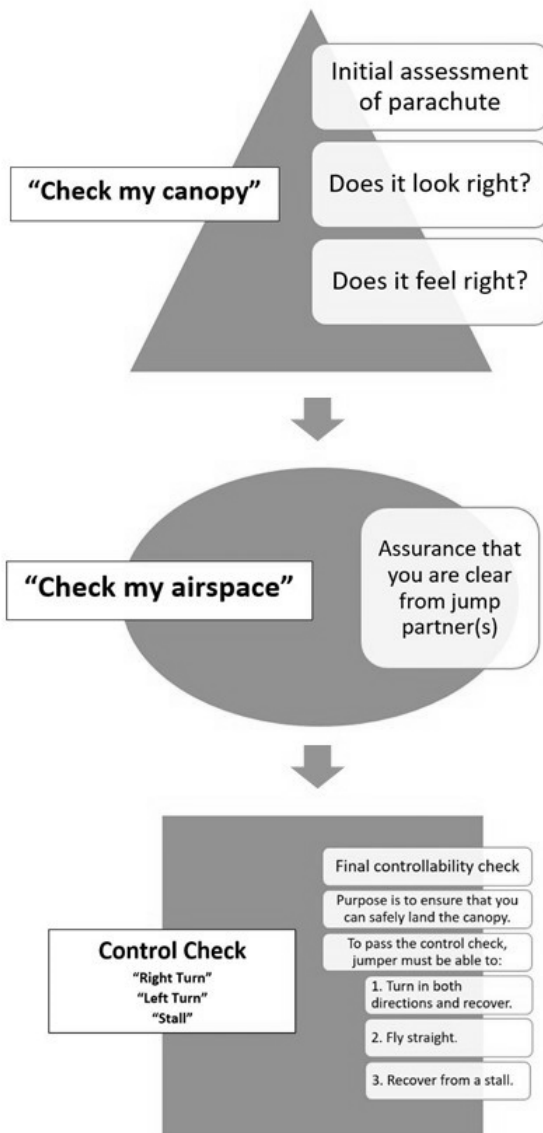 Initial assessment
of parachute
“Check my canopy”
Does it look right?
Does it feel right?
“Check my airspace”
Assurance that
you are clear
from jump
partner(s)
Control Check
“Right Turn”
“Left Turn”
“Stall”
Final controllability check
Purpose is to ensure that you
can safely land the canopy.
To pass the control check,
jumper must be able to:
1. Turn in both
directions and recover.
2. Fly straight.
3. Recover from a stall.